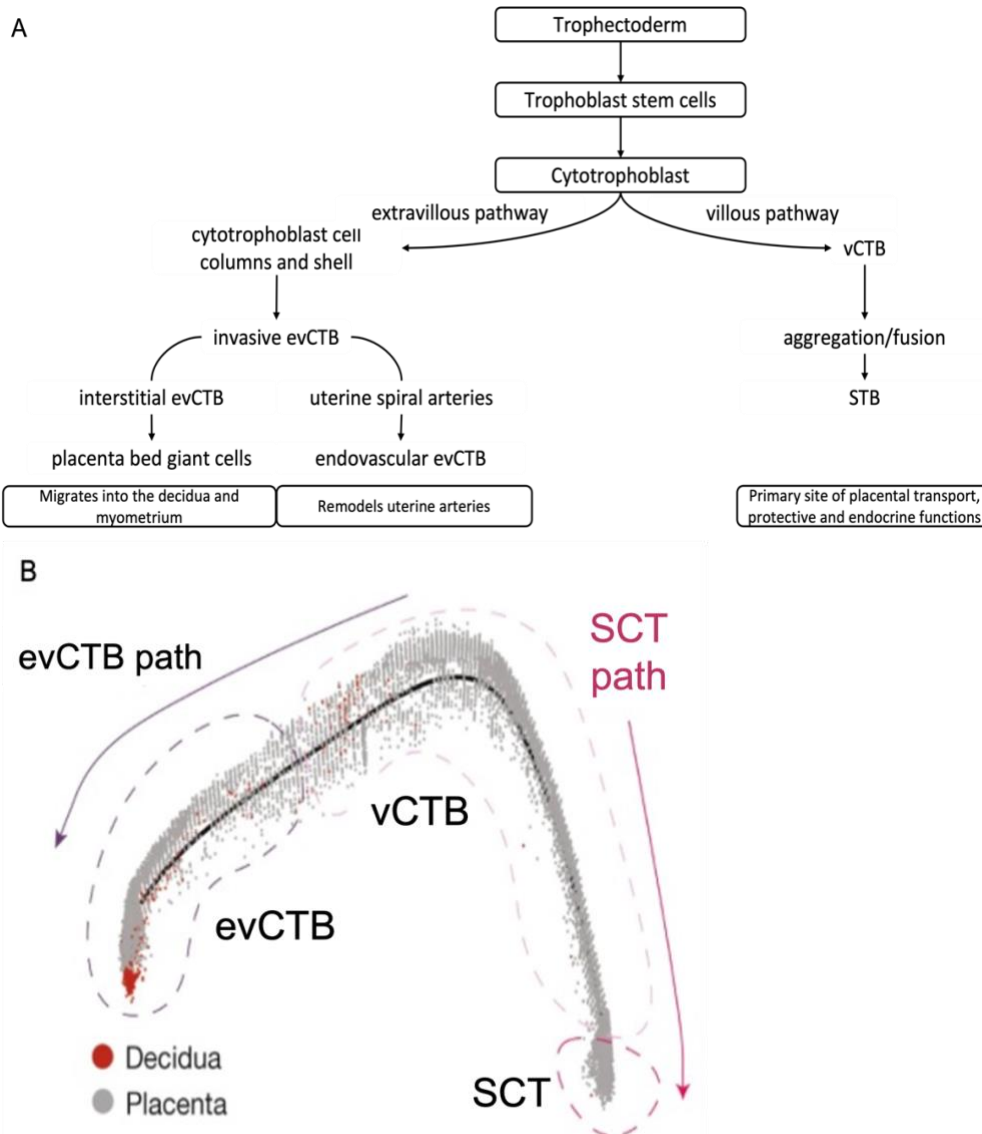 A
Trophectoderm
Trophoblast stem cells
Cytotrophoblast
extravillous pathway
villous pathway
cytotrophoblast cell
columns and shell
vCTB
invasive evCTB
aggregation/fusion
interstitial evCTB
uterine spiral arteries
STB
placenta bed giant cells
endovascular evCTB
Migrates into the decidua and
myometrium
Remodels uterine arteries
Primary site of placental transport,
protective and endocrine functions
B
evCTB path
SCT
path
vCTB
evCTB
Decidua
Placenta
SCT